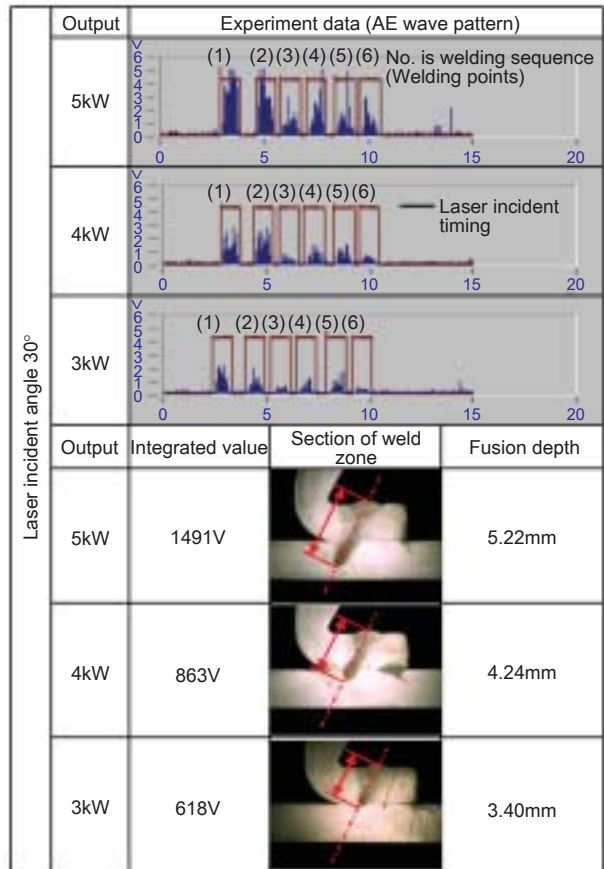 Output Experiment data (AE wave pattern)
Laser incident angle 30°
5kW
V
6
5
4
3
2
1
0
(1) (2) (3) (4) (5) (6) No. is welding sequence
(Welding points)
0 5 10 15 20
4kW
V
6
5
4
3
2
1
0
(1) (2) (3) (4) (5) (6)
Laser incident
timing
0 5 10 15 20
3kW
V
6
5
4
3
2
1
0
(1) (2) (3) (4) (5) (6)
0 5 10 15 20
Output Integrated value Section of weld
zone Fusion depth
5kW 1491V 5.22mm
4kW 863V 4.24mm
3kW 618V 3.40mm